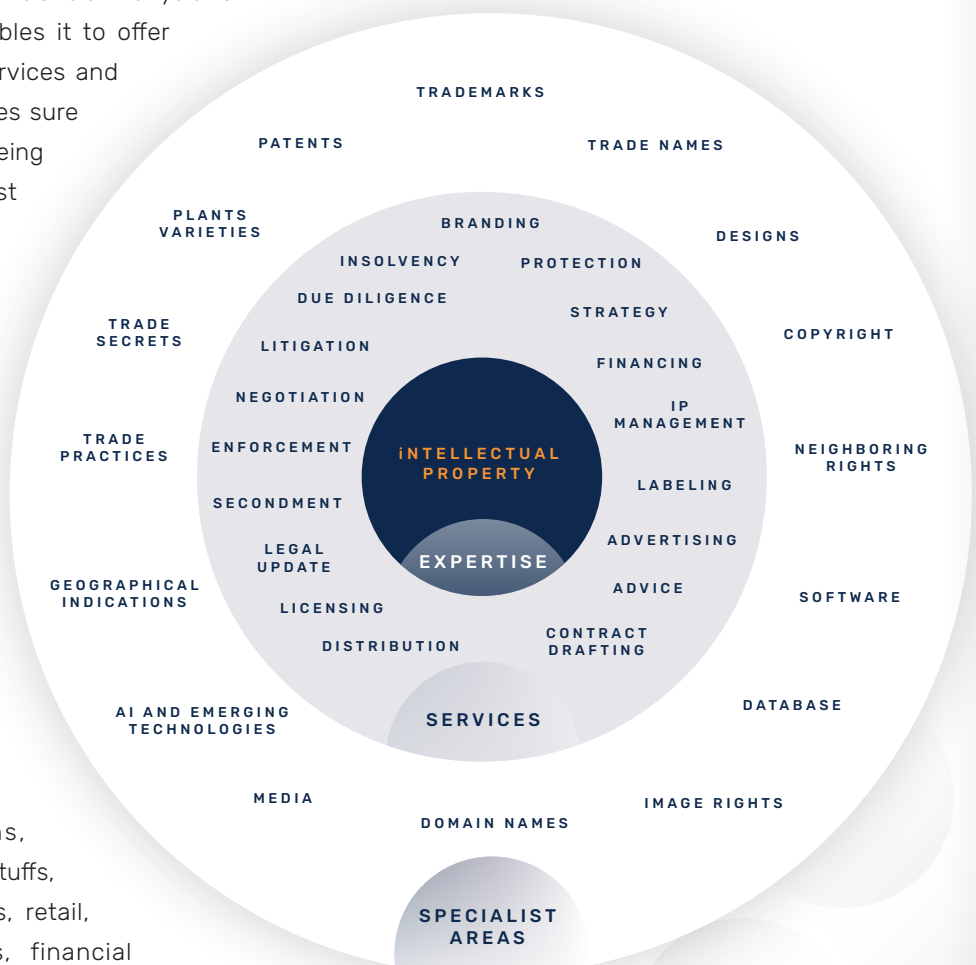 bles it to offer
rvices and
es sure
eing
st
TRADEMARKS
PATENTS
TRADE NAMES
PLANTS
VARIETIES
DESIGNS
TRADE
SECRETS
COPYRIGHT
TRADE
PRACTICES
NEIGHBORING
RIGHTS
GEOGRAPHICAL
INDICATIONS
SOFTWARE
AI AND EMERGING
TECHNOLOGIES
DATABASE
MEDIA
IMAGE RIGHTS
DOMAIN NAMES
SPECIALIST
AREAS
BRANDING
INSOLVENCY
PROTECTION
DUE DILIGENCE
STRATEGY
LITIGATION
FINANCING
NEGOTIATION
IP
MANAGEMENT
ENFORCEMENT
LABELING
SECONDMENT
ADVERTISING
LEGAL
UPDATE
ADVICE
LICENSING
CONTRACT
DRAFTING
DISTRIBUTION
SERVICES
iNTELLECTUAL
PROPERTY
EXPERTISE
s,
tuffs,
s, retail,
s, financial